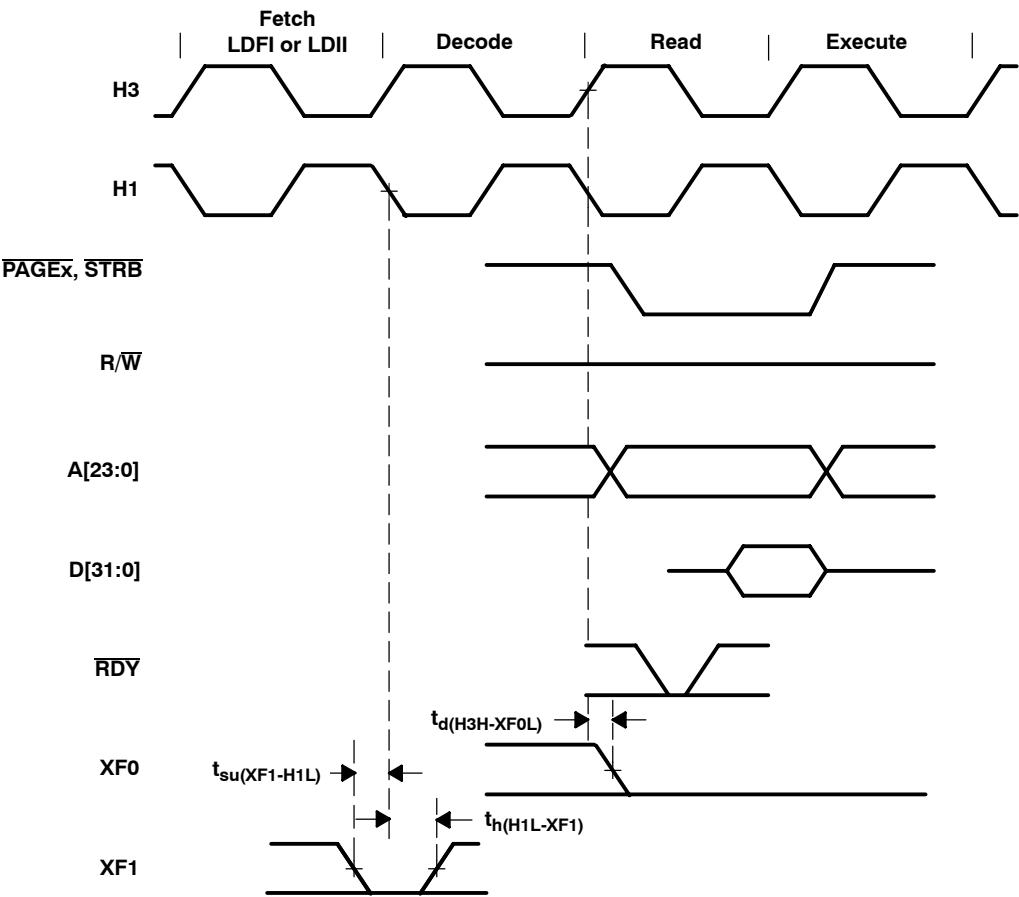 Fetch
LDFI or LDII
Decode
Read
Execute
H3
H1
PAGEx, STRB
R/W
A[23:0]
D[31:0]
RDY
td(H3H-XF0L)
XF0
tsu(XF1-H1L)
th(H1L-XF1)
XF1